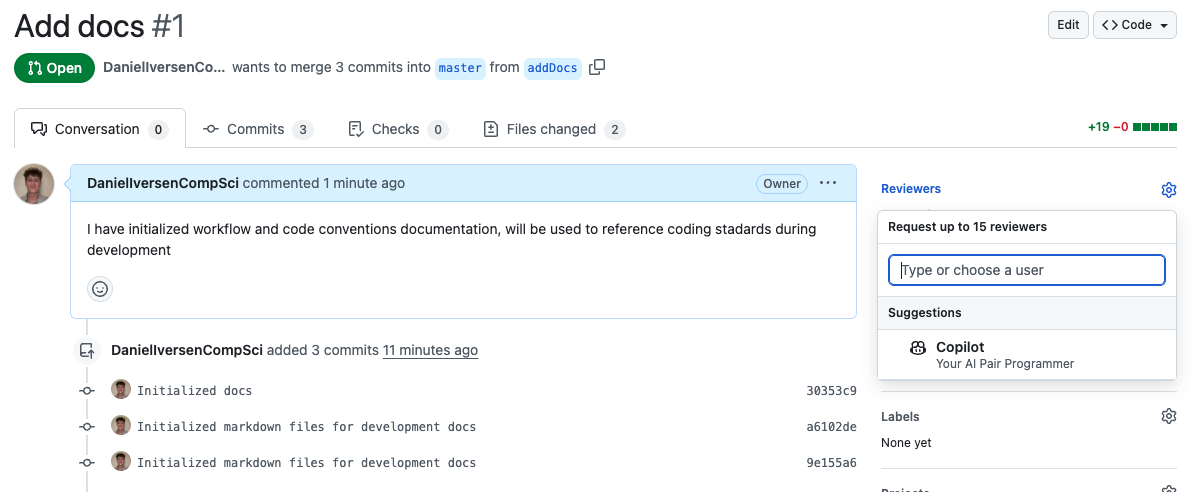 Add docs #1
Edit
<> Code
Open
DanielIversenCo... wants to merge 3 commits into master from addDocs
Conversation 0
Commits 3
Checks 0
Files changed 2
+19 −0
DanielIversenCompSci commented 1 minute ago
Owner
I have initialized workflow and code conventions documentation, will be used to reference coding stadards during
development
DanielIversenCompSci added 3 commits 11 minutes ago
Initialized docs 30353c9
Initialized markdown files for development docs a6102de
Initialized markdown files for development docs 9e155a6
Reviewers
Request up to 15 reviewers
Type or choose a user
Suggestions
Copilot
Your AI Pair Programmer
Labels
None yet
Projects